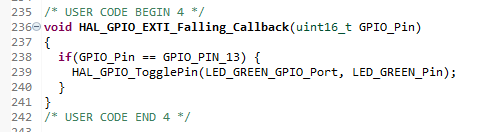 235 /* USER CODE BEGIN 4 */
236 void HAL_GPIO_EXTI_Falling_Callback(uint16_t GPIO_Pin)
237 {
238   if(GPIO_Pin == GPIO_PIN_13) {
239     HAL_GPIO_TogglePin(LED_GREEN_GPIO_Port, LED_GREEN_Pin);
240   }
241 }
242 /* USER CODE END 4 */